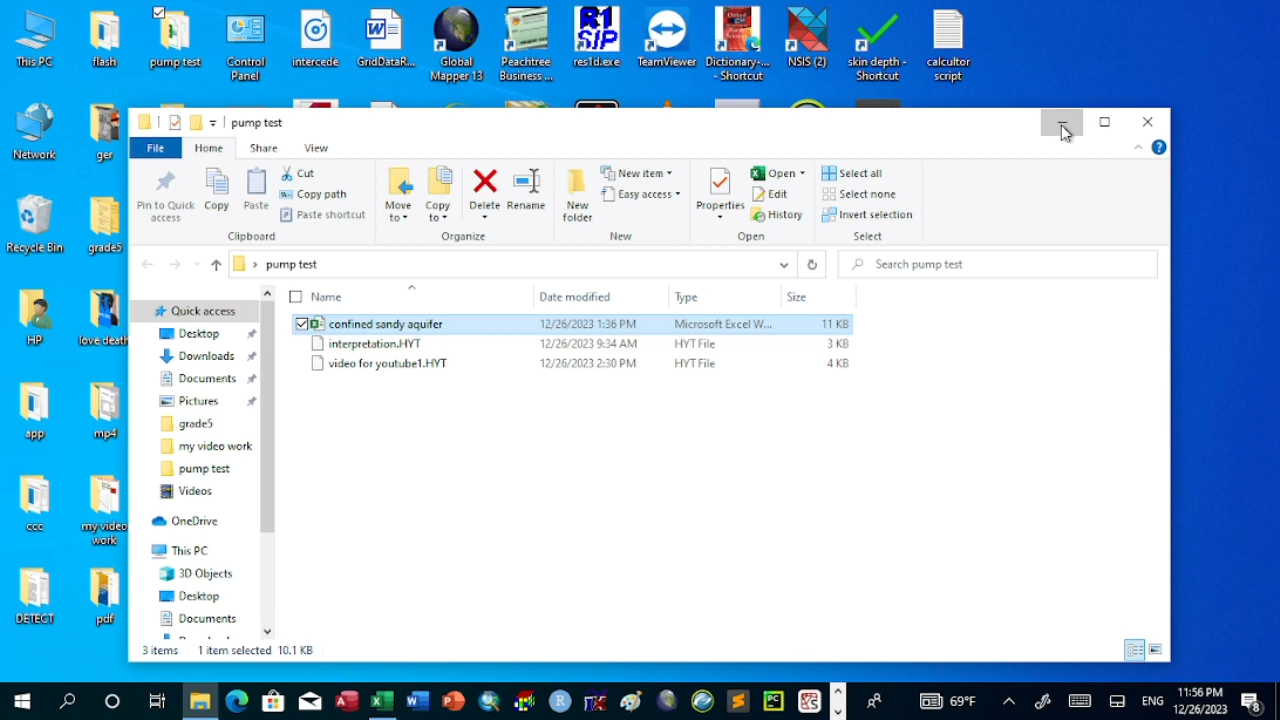 This PC
flash
pump test
Control
Panel
intercede
GridDataR...
Global
Mapper 13
Peachtree
Business ...
res1d.exe
TeamViewer
Dictionary-...
- Shortcut
NSIS (2)
skin depth -
Shortcut
calcultor
script
Network
ger
Recycle Bin
grade5
HP
love death
app
mp4
ccc
my video
work
DETECT
pdf
pump test
File
Home
Share
View
Pin to Quick
access
Copy
Paste
Cut
Copy path
Paste shortcut
Clipboard
Move
to
Copy
to
Delete
Rename
Organize
New
folder
New item
Easy access
New
Properties
Open
Edit
History
Open
Select all
Select none
Invert selection
Select
pump test
Search pump test
Name
Date modified
Type
Size
confined sandy aquifer
12/26/2023 1:36 PM
Microsoft Excel W...
11 KB
interpretation.HYT
12/26/2023 9:34 AM
HYT File
3 KB
video for youtube1.HYT
12/26/2023 2:30 PM
HYT File
4 KB
Quick access
Desktop
Downloads
Documents
Pictures
grade5
my video work
pump test
Videos
OneDrive
This PC
3D Objects
Desktop
Documents
3 items
1 item selected 10.1 KB
69°F
ENG
11:56 PM
12/26/2023
8